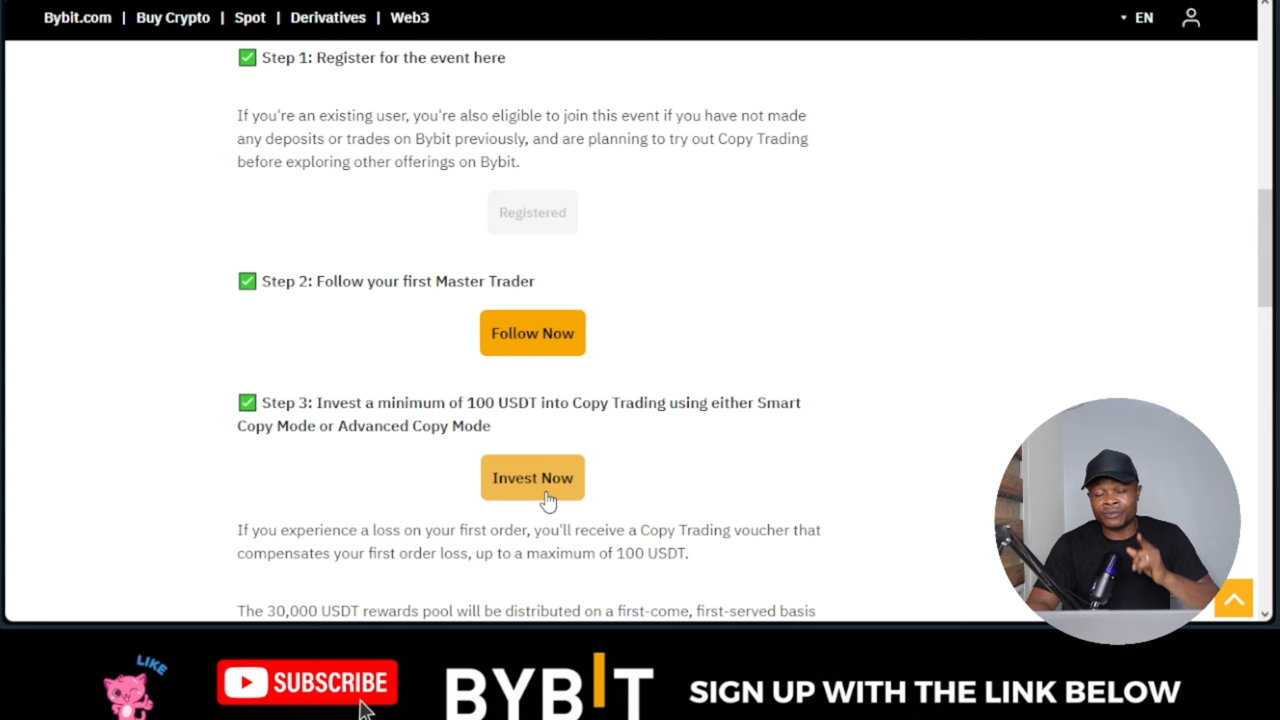 Bybit.com | Buy Crypto | Spot | Derivatives | Web3 EN
Step 1: Register for the event here
If you're an existing user, you're also eligible to join this event if you have not made
any deposits or trades on Bybit previously, and are planning to try out Copy Trading
before exploring other offerings on Bybit.
Registered
Step 2: Follow your first Master Trader
Follow Now
Step 3: Invest a minimum of 100 USDT into Copy Trading using either Smart
Copy Mode or Advanced Copy Mode
Invest Now
If you experience a loss on your first order, you'll receive a Copy Trading voucher that
compensates your first order loss, up to a maximum of 100 USDT.
The 30,000 USDT rewards pool will be distributed on a first-come, first-served basis
LIKE
SUBSCRIBE
BYBIT
SIGN UP WITH THE LINK BELOW